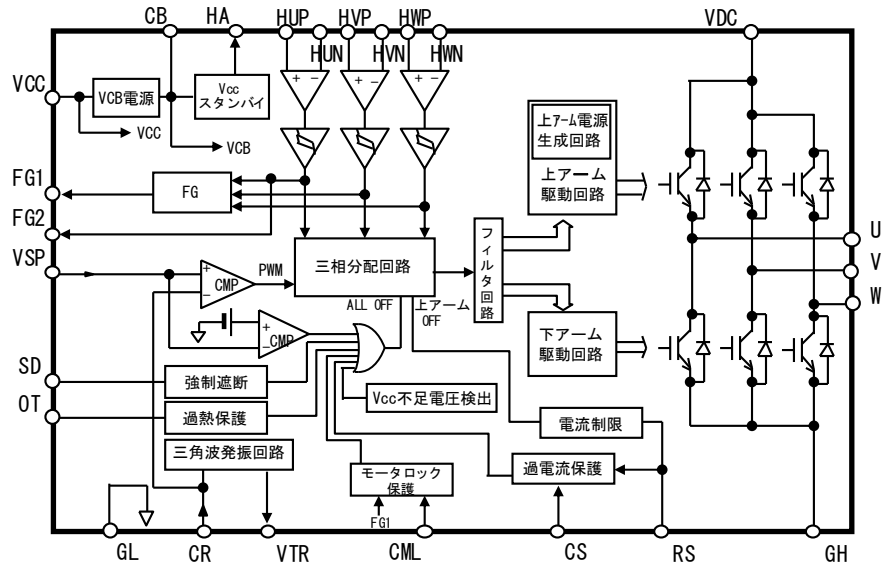 CB
HA
HUP
HVP
HWP
VDC
HUN
HVN
HWN
VCC
VCB電源
Vcc
スタンバイ
+ −
+ −
+ −
VCC
VCB
上アーム電源
生成回路
上アーム
駆動回路
FG1
FG
FG2
VSP
+
−
CMP
PWM
三相分配回路
フィルタ回路
U
V
W
ALL OFF
上アーム
OFF
+
−
CMP
下アーム
駆動回路
SD
強制遮断
OT
過熱保護
Vcc不足電圧検出
電流制限
三角波発振回路
モータロック
保護
過電流保護
FG1
GL
CR
VTR
CML
CS
RS
GH